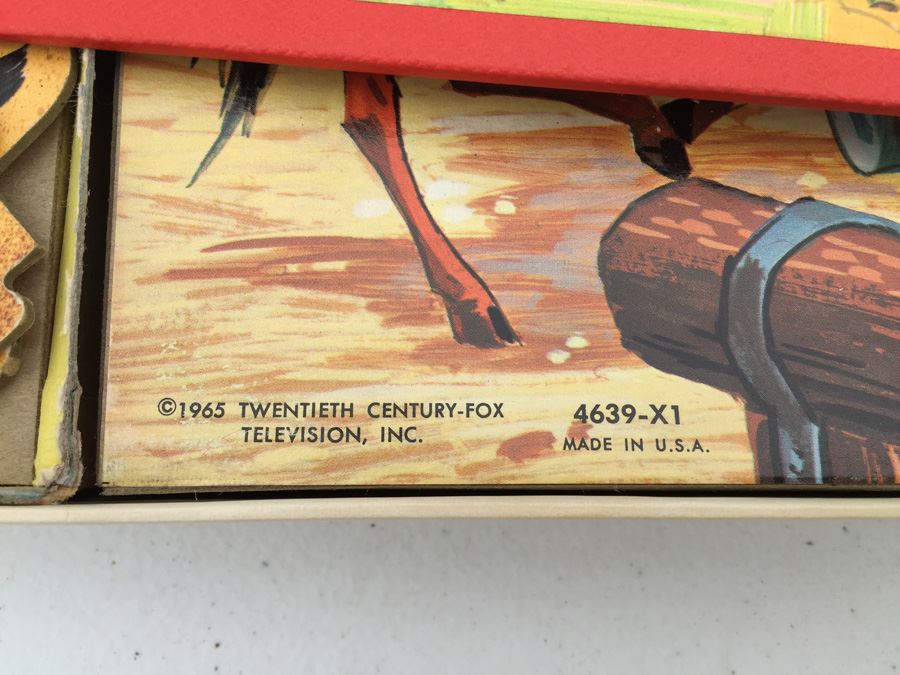 ©1965 TWENTIETH CENTURY-FOX
TELEVISION, INC.
4639-X1
MADE IN U.S.A.